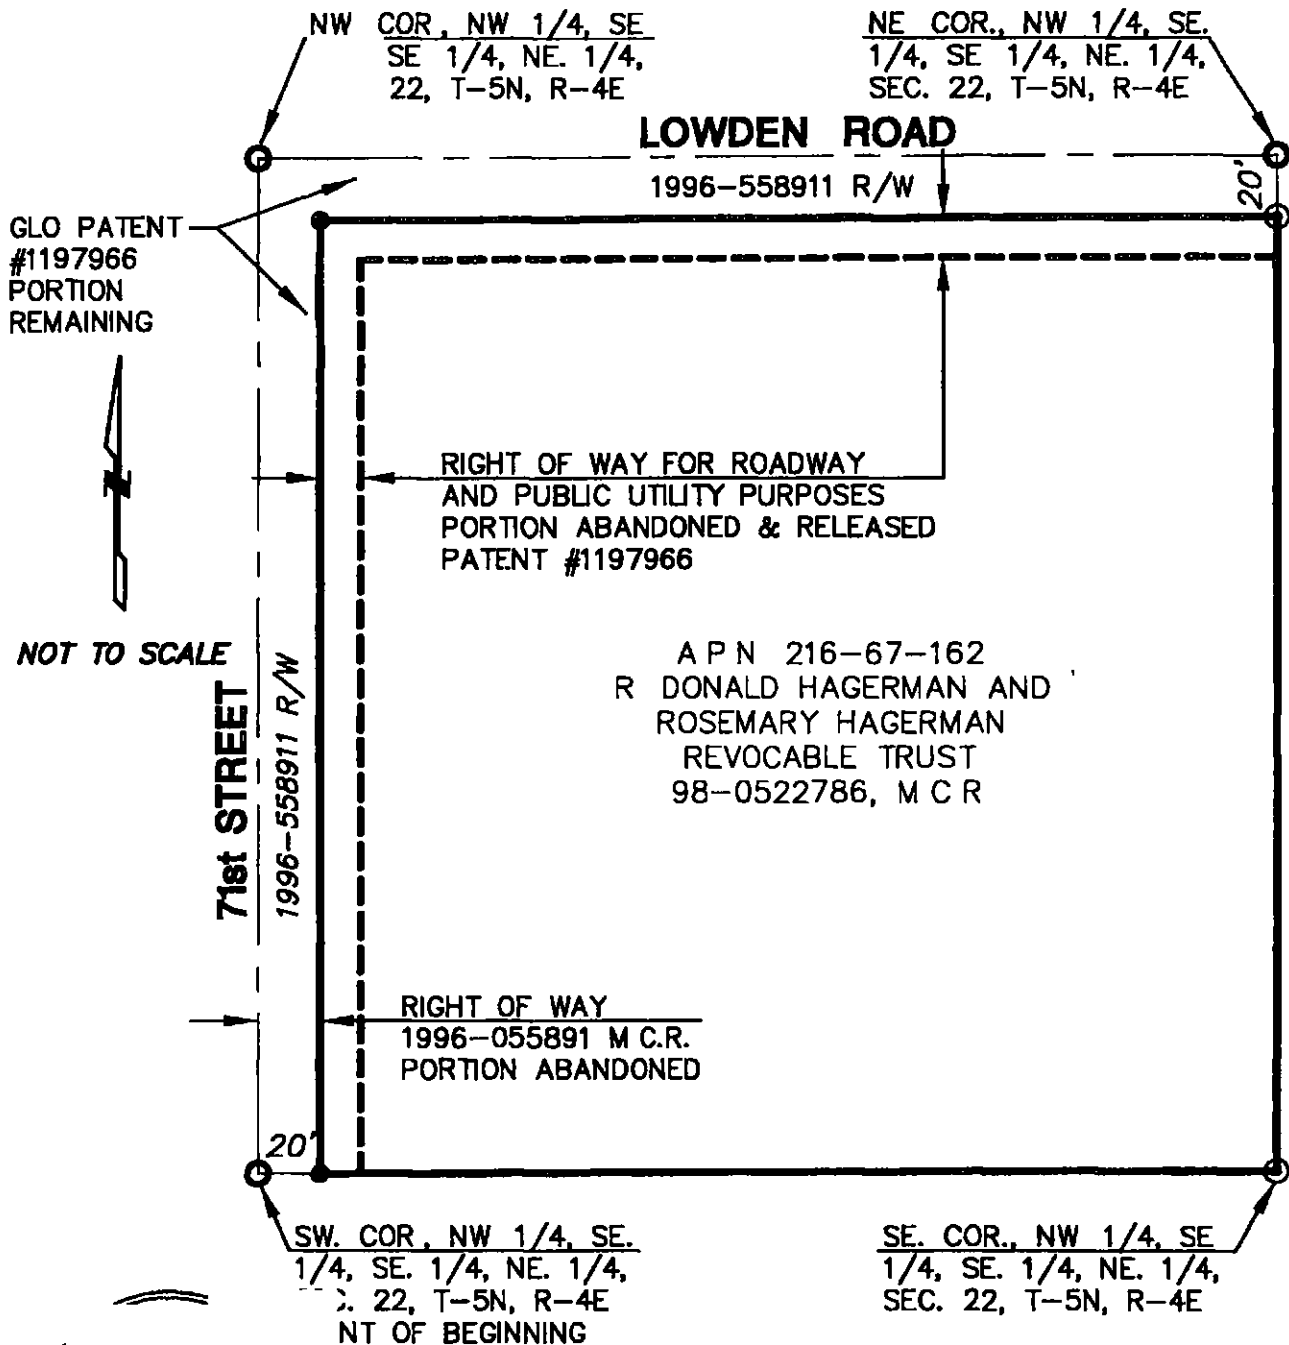 NW COR, NW 1/4, SE
SE 1/4, NE. 1/4,
22, T-5N, R-4E
NE COR., NW 1/4, SE.
1/4, SE 1/4, NE. 1/4,
SEC. 22, T-5N, R-4E
LOWDEN ROAD
1996-558911 R/W
20'
GLO PATENT
#1197966
PORTION
REMAINING
N
RIGHT OF WAY FOR ROADWAY
AND PUBLIC UTILITY PURPOSES
PORTION ABANDONED & RELEASED
PATENT #1197966
NOT TO SCALE
71st STREET
1996-558911 R/W
A P N 216-67-162
R DONALD HAGERMAN AND
ROSEMARY HAGERMAN
REVOCABLE TRUST
98-0522786, M C R
RIGHT OF WAY
1996-055891 M C.R.
PORTION ABANDONED
20'
SW. COR, NW 1/4, SE.
1/4, SE. 1/4, NE. 1/4,
22, T-5N, R-4E
NT OF BEGINNING
SE. COR., NW 1/4, SE
1/4, SE. 1/4, NE. 1/4,
SEC. 22, T-5N, R-4E